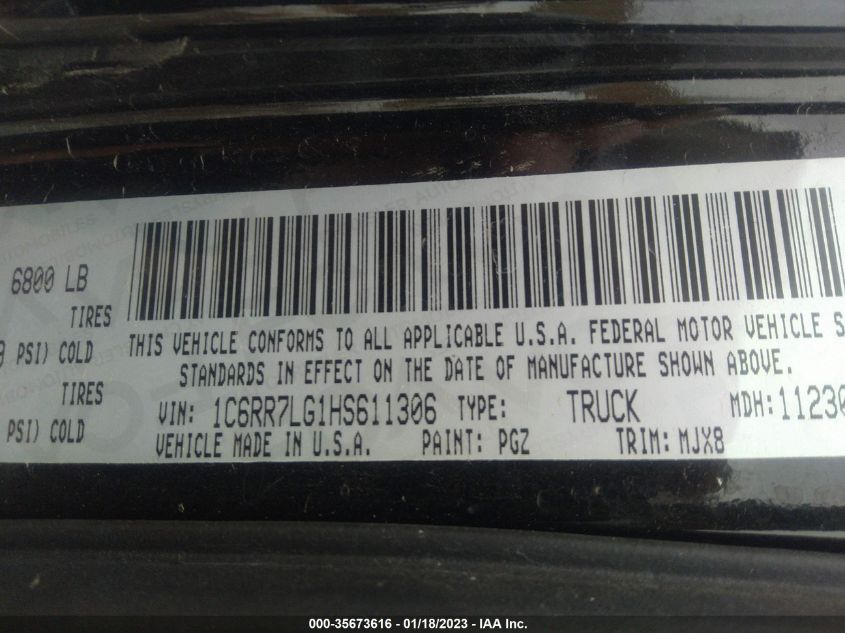 6800 LB
TIRES
PSI) COLD
TIRES
PSI) COLD
THIS VEHICLE CONFORMS TO ALL APPLICABLE U.S.A. FEDERAL MOTOR VEHICLE S
STANDARDS IN EFFECT ON THE DATE OF MANUFACTURE SHOWN ABOVE.
VIN: 1C6RR7LG1HS611306 TYPE: TRUCK MDH: 11230
VEHICLE MADE IN U.S.A. PAINT: PGZ TRIM: MJX8
000-35673616 - 01/18/2023 - IAA Inc.